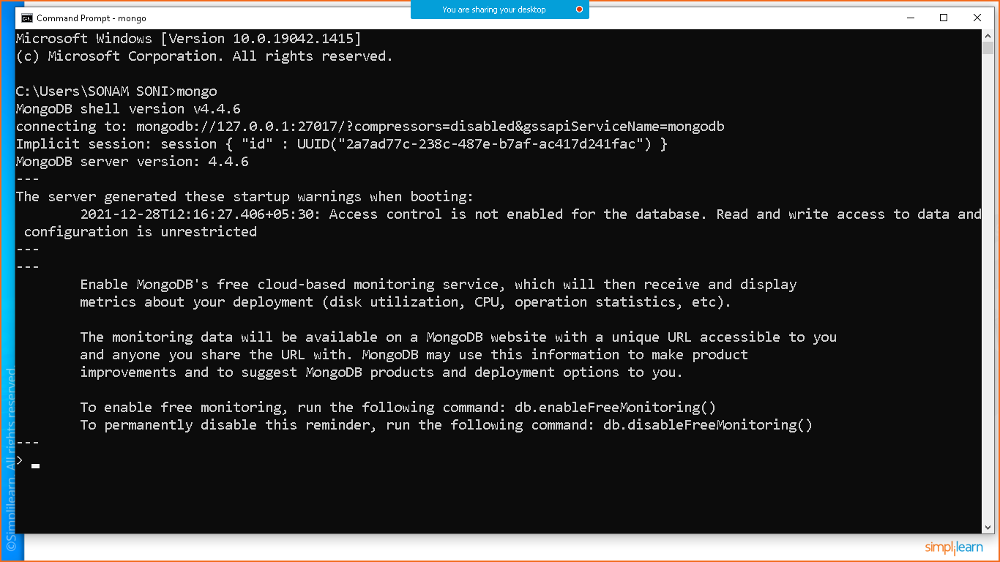 You are sharing your desktop
Command Prompt - mongo
Microsoft Windows [Version 10.0.19042.1415]
(c) Microsoft Corporation. All rights reserved.
C:\Users\SONAM SONI>mongo
MongoDB shell version v4.4.6
connecting to: mongodb://127.0.0.1:27017/?compressors=disabled&gssapiServiceName=mongodb
Implicit session: session { "id" : UUID("2a7ad77c-238c-487e-b7af-ac417d241fac") }
MongoDB server version: 4.4.6
---
The server generated these startup warnings when booting:
2021-12-28T12:16:27.406+05:30: Access control is not enabled for the database. Read and write access to data and
configuration is unrestricted
---
---
Enable MongoDB's free cloud-based monitoring service, which will then receive and display
metrics about your deployment (disk utilization, CPU, operation statistics, etc).
The monitoring data will be available on a MongoDB website with a unique URL accessible to you
and anyone you share the URL with. MongoDB may use this information to make product
improvements and to suggest MongoDB products and deployment options to you.
To enable free monitoring, run the following command: db.enableFreeMonitoring()
To permanently disable this reminder, run the following command: db.disableFreeMonitoring()
---
>
©Simplilearn. All rights reserved.
simplilearn